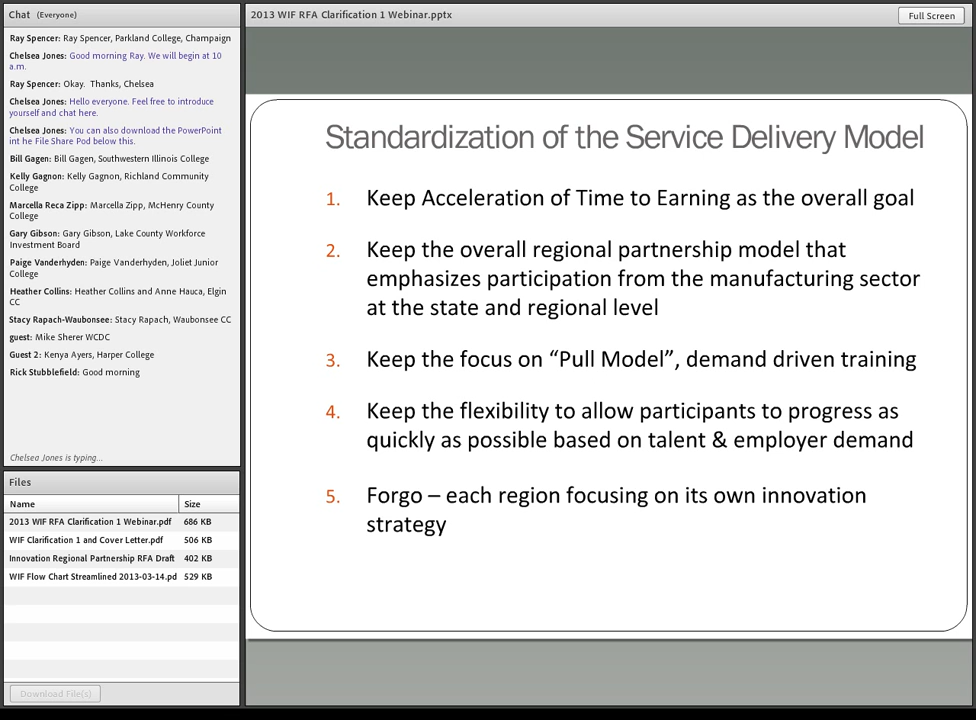 Chat (Everyone)
Ray Spencer: Ray Spencer, Parkland College, Champaign
Chelsea Jones: Good morning Ray. We will begin at 10
a.m.
Ray Spencer: Okay. Thanks, Chelsea
Chelsea Jones: Hello everyone. Feel free to introduce
yourself and chat here.
Chelsea Jones: You can also download the PowerPoint
int he File Share Pod below this.
Bill Gagen: Bill Gagen, Southwestern Illinois College
Kelly Gagnon: Kelly Gagnon, Richland Community
College
Marcella Reca Zipp: Marcella Zipp, McHenry County
College
Gary Gibson: Gary Gibson, Lake County Workforce
Investment Board
Paige Vanderhyden: Paige Vanderhyden, Joliet Junior
College
Heather Collins: Heather Collins and Anne Hauca, Elgin
CC
Stacy Rapach-Waubonsee: Stacy Rapach, Waubonsee CC
guest: Mike Sherer WCDC
Guest 2: Kenya Ayers, Harper College
Rick Stubblefield: Good morning
Chelsea Jones is typing...
Files
Name Size
2013 WIF RFA Clarification 1 Webinar.pdf 686 KB
WIF Clarification 1 and Cover Letter.pdf 506 KB
Innovation Regional Partnership RFA Draft 402 KB
WIF Flow Chart Streamlined 2013-03-14.pd 529 KB
Download File(s)
2013 WIF RFA Clarification 1 Webinar.pptx
Full Screen
Standardization of the Service Delivery Model
1. Keep Acceleration of Time to Earning as the overall goal
2. Keep the overall regional partnership model that
emphasizes participation from the manufacturing sector
at the state and regional level
3. Keep the focus on “Pull Model”, demand driven training
4. Keep the flexibility to allow participants to progress as
quickly as possible based on talent & employer demand
5. Forgo – each region focusing on its own innovation
strategy